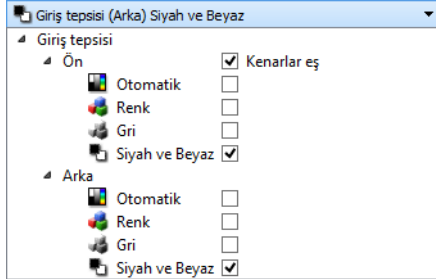 Giriş tepsisi (Arka) Siyah ve Beyaz
Giriş tepsisi
Ön Kenarlar eş
Otomatik
Renk
Gri
Siyah ve Beyaz
Arka
Otomatik
Renk
Gri
Siyah ve Beyaz